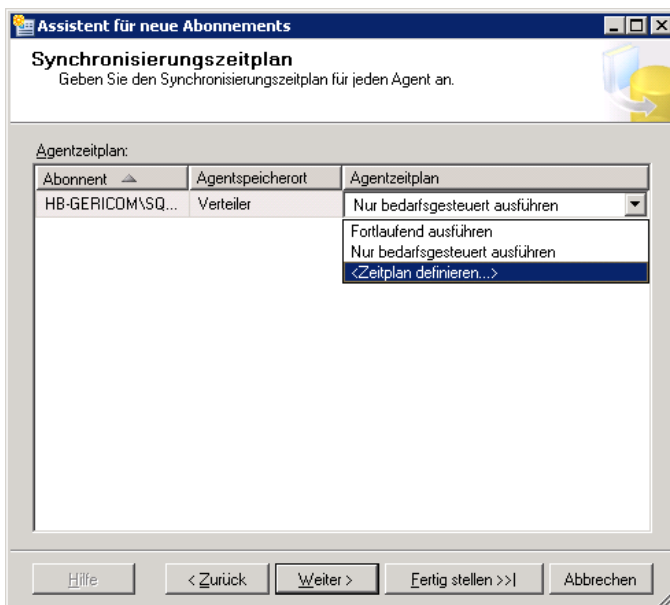 Assistent für neue Abonnements
Synchronisierungszeitplan
Geben Sie den Synchronisierungszeitplan für jeden Agent an.
Agentzeitplan:
Abonnent Agentspeicherort Agentzeitplan
HB-GERICOM\SQ... Verteiler Nur bedarfsgesteuert ausführen
Fortlaufend ausführen
Nur bedarfsgesteuert ausführen
<Zeitplan definieren...>
Hilfe < Zurück Weiter > Fertig stellen >>| Abbrechen